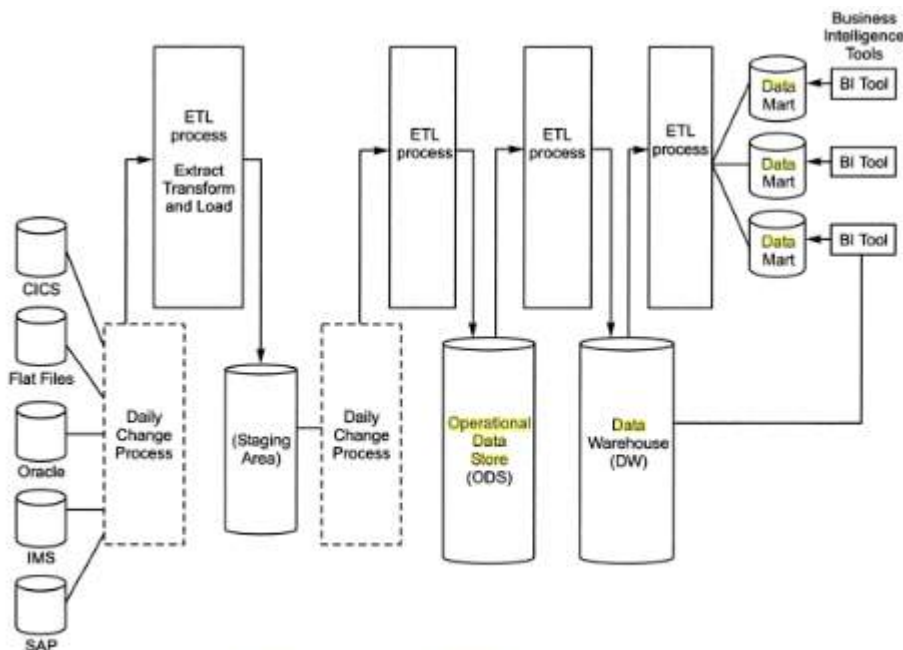 Business
Intelligence
Tools
Data
Mart
BI Tool
ETL
process
Extract
Transform
and Load
ETL
process
ETL
process
ETL
process
Data
Mart
BI Tool
Data
Mart
BI Tool
CICS
Flat Files
Oracle
IMS
SAP
Daily
Change
Process
(Staging
Area)
Daily
Change
Process
Operational
Data
Store
(ODS)
Data
Warehouse
(DW)